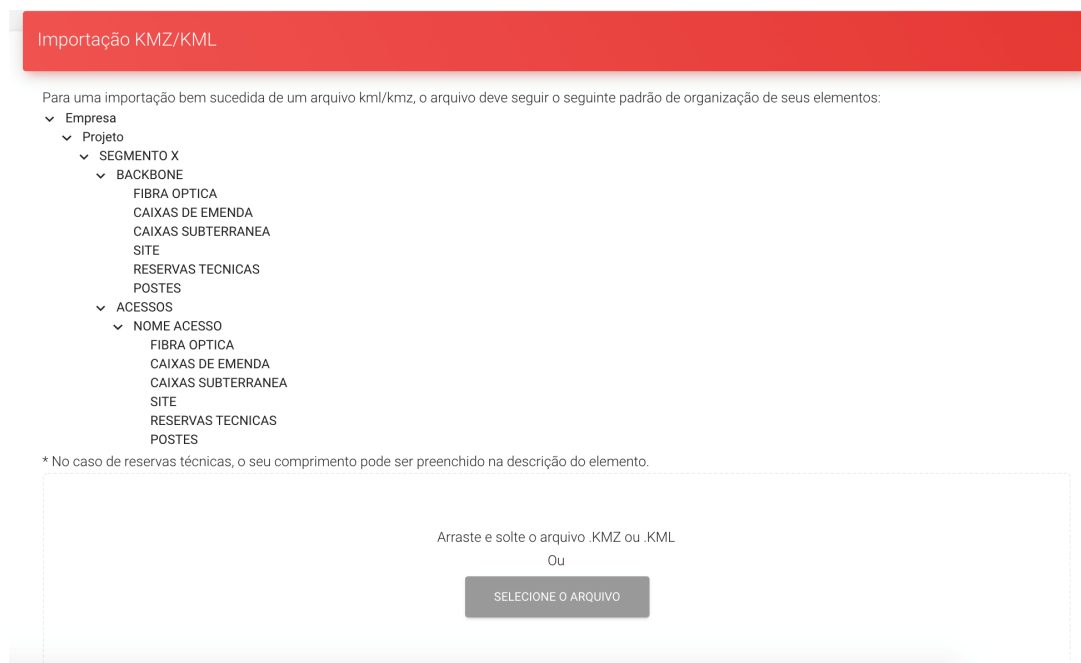 Importação KMZ/KML
Para uma importação bem sucedida de um arquivo kml/kmz, o arquivo deve seguir o seguinte padrão de organização de seus elementos:
Empresa
Projeto
SEGMENTO X
BACKBONE
FIBRA OPTICA
CAIXAS DE EMENDA
CAIXAS SUBTERRANEA
SITE
RESERVAS TECNICAS
POSTES
ACESSOS
NOME ACESSO
FIBRA OPTICA
CAIXAS DE EMENDA
CAIXAS SUBTERRANEA
SITE
RESERVAS TECNICAS
POSTES
* No caso de reservas técnicas, o seu comprimento pode ser preenchido na descrição do elemento.
Arraste e solte o arquivo .KMZ ou .KML
Ou
SELECIONE O ARQUIVO